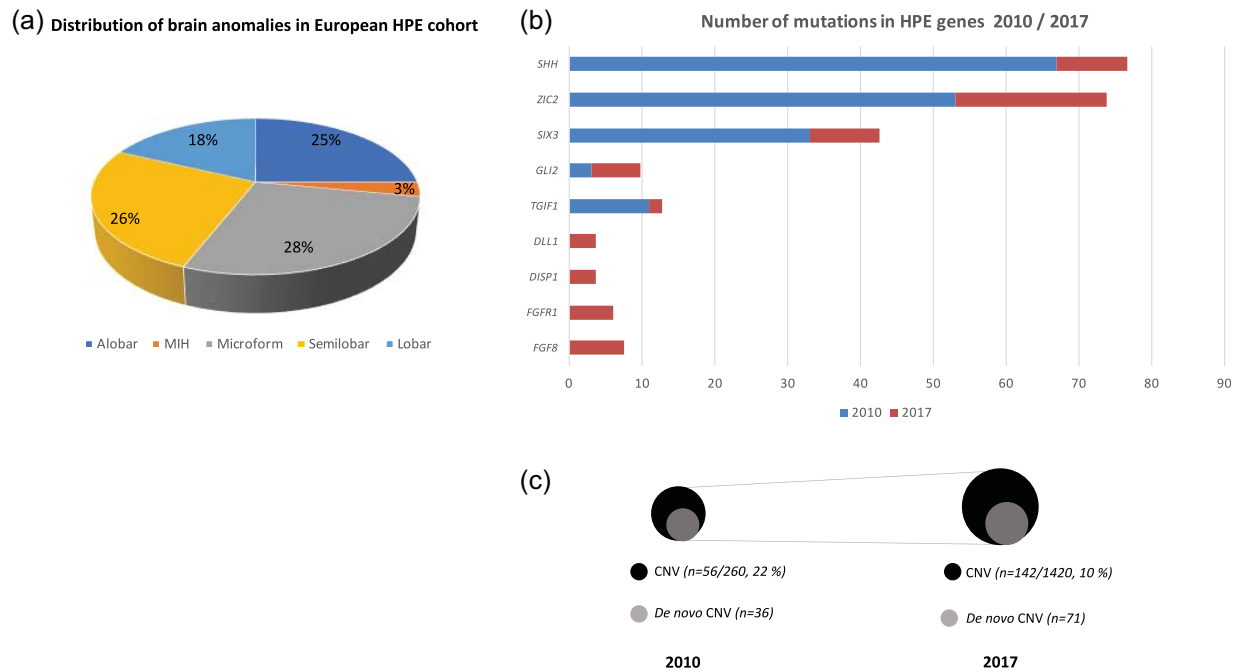 (a) Distribution of brain anomalies in European HPE cohort
18%
25%
3%
26%
28%
Alobar MIH Microform Semilobar Lobar
(b)
Number of mutations in HPE genes 2010 / 2017
SHH
ZIC2
SIX3
GLI2
TGIF1
DLL1
DISP1
FGFR1
FGF8
0 10 20 30 40 50 60 70 80 90
2010 2017
(c)
CNV (n=56/260, 22 %)
De novo CNV (n=36)
2010
CNV (n=142/1420, 10 %)
De novo CNV (n=71)
2017